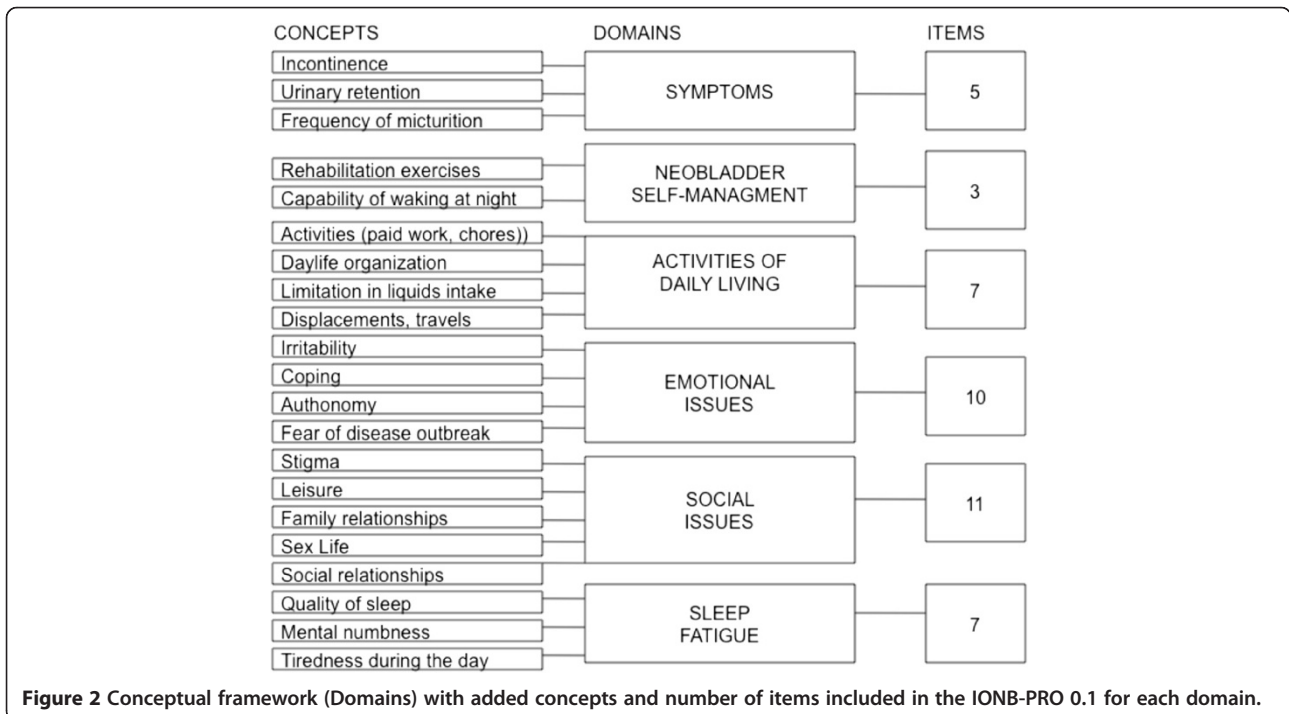 CONCEPTS DOMAINS ITEMS
Incontinence
Urinary retention
Frequency of micturition
SYMPTOMS
5
Rehabilitation exercises
Capability of waking at night
NEOBLADDER
SELF-MANAGMENT
3
Activities (paid work, chores))
Daylife organization
Limitation in liquids intake
Displacements, travels
ACTIVITIES OF
DAILY LIVING
7
Irritability
Coping
Authonomy
Fear of disease outbreak
EMOTIONAL
ISSUES
10
Stigma
Leisure
Family relationships
Sex Life
Social relationships
SOCIAL
ISSUES
11
Quality of sleep
Mental numbness
Tiredness during the day
SLEEP
FATIGUE
7
Figure 2 Conceptual framework (Domains) with added concepts and number of items included in the IONB-PRO 0.1 for each domain.